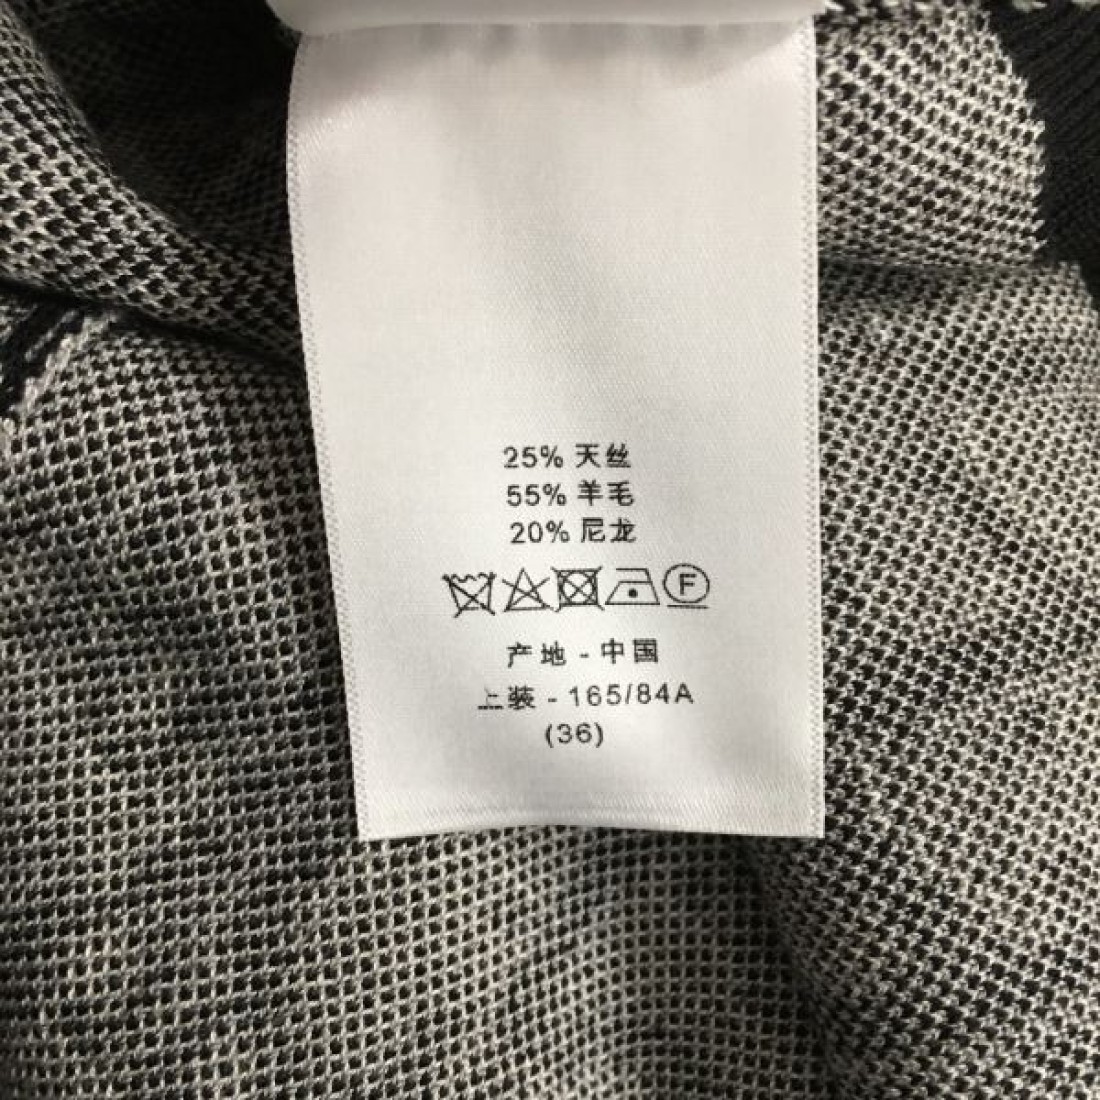 25% 天丝
55% 羊毛
20% 尼龙
F
产地 - 中国
上装 - 165/84A
(36)